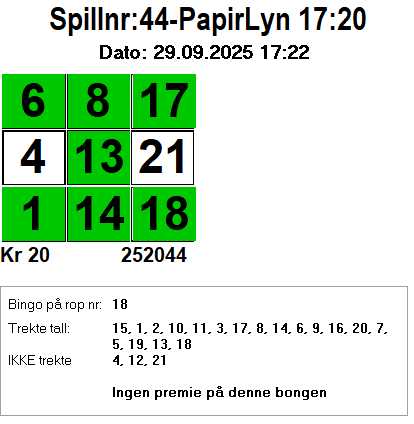 Spillnr:44-PapirLyn 17:20
Dato: 29.09.2025 17:22
6 8 17
4 13 21
1 14 18
Kr 20 252044
Bingo på rop nr: 18
Trekte tall: 15, 1, 2, 10, 11, 3, 17, 8, 14, 6, 9, 16, 20, 7,
5, 19, 13, 18
IKKE trekte 4, 12, 21
Ingen premie på denne bongen